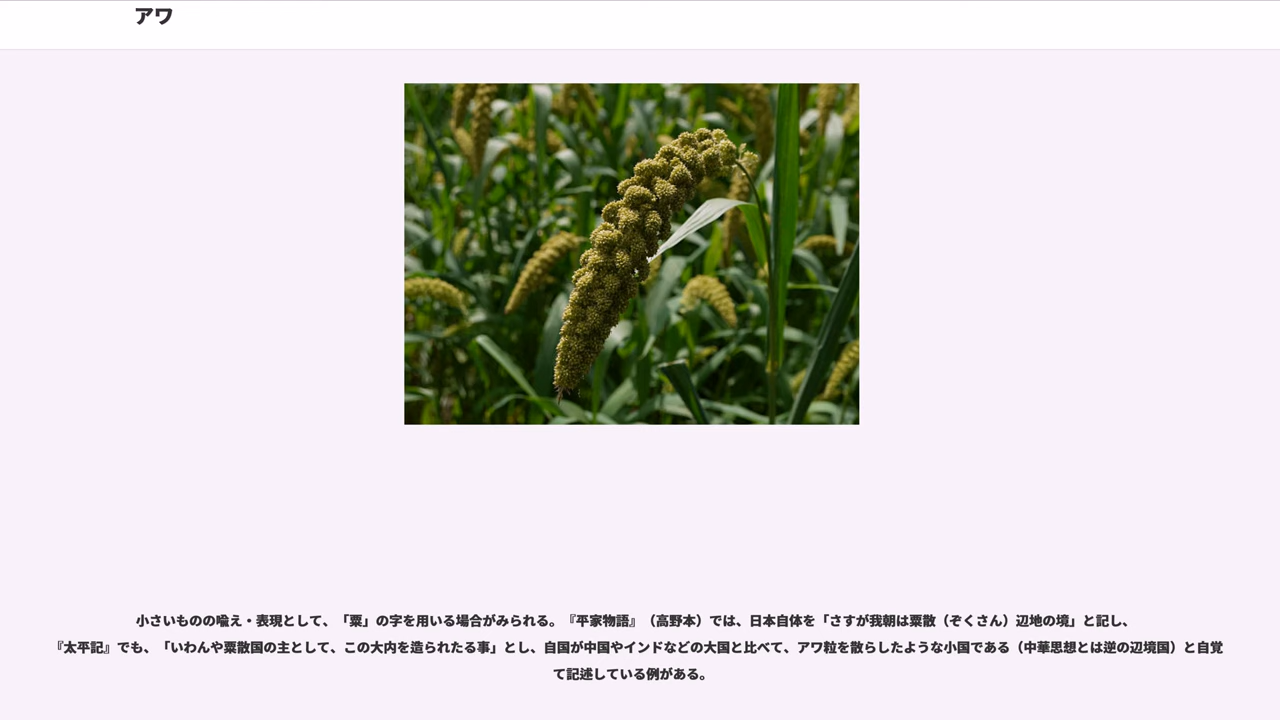 アワ
小さいものの喩え・表現として、「粟」の字を用いる場合がみられる。『平家物語』（高野本）では、日本自体を「さすが我朝は粟散（ぞくさん）辺地の境」と記し、
『太平記』でも、「いわんや粟散国の主として、この大内を造られたる事」とし、自国が中国やインドなどの大国と比べて、アワ粒を散らしたような小国である（中華思想とは逆の辺境国）と自覚
て記述している例がある。